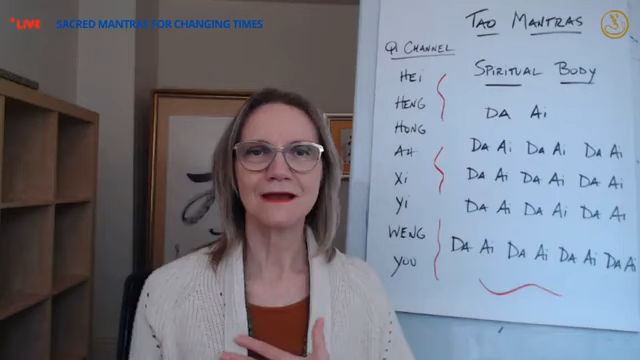 LIVE SACRED MANTRAS FOR CHANGING TIMES
TAO MANTRAS
QI CHANNEL
HEI
HENG
HONG
AH
XI
YI
WENG
YOU
SPIRITUAL BODY
DA AI
DA Ai DA Ai DA Ai
DA Ai DA Ai DA Ai
DA Ai DA Ai DA Ai
DA Ai DA Ai DA Ai DA Ai